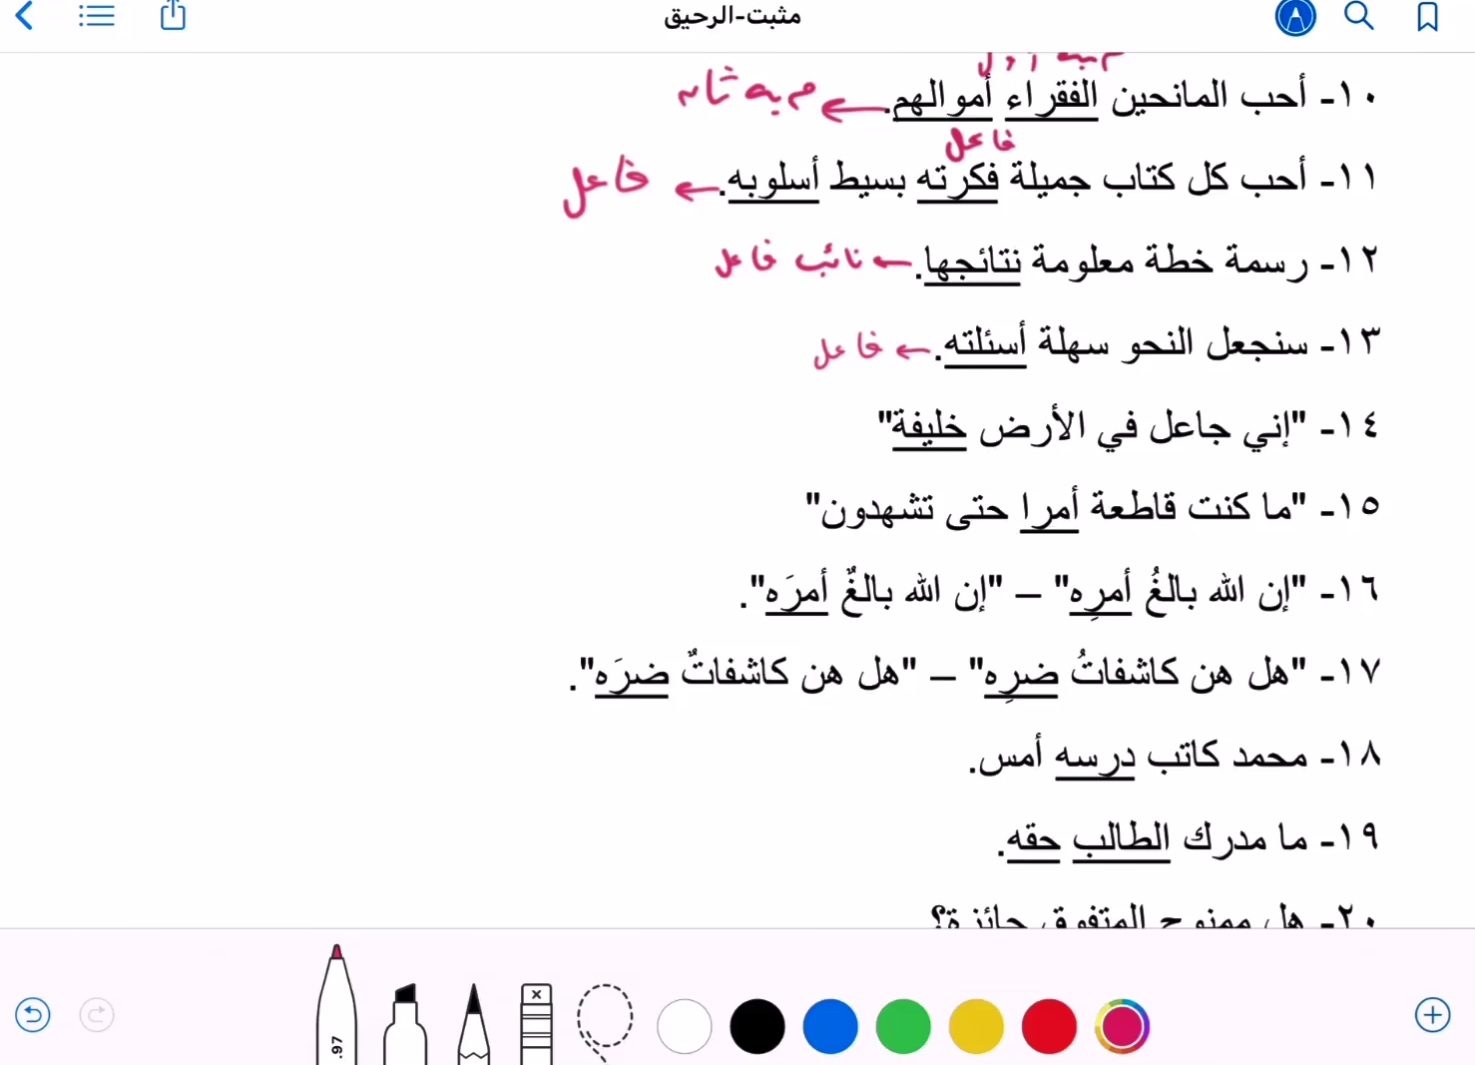 مثبت-الرحيق
١٠- أحب المانحين الفقراء أموالهم. ← م به ثان
فاعل
١١- أحب كل كتاب جميلة فكرته بسيط أسلوبه. ← فاعل
١٢- رسمة خطة معلومة نتائجها. ← نائب فاعل
١٣- سنجعل النحو سهلة أسئلته. ← فاعل
١٤- "إني جاعل في الأرض خليفة"
١٥- "ما كنت قاطعة أمرا حتى تشهدون"
١٦- "إن الله بالغُ أمرِه" – "إن الله بالغٌ أمرَه".
١٧- "هل هن كاشفاتُ ضرِه" – "هل هن كاشفاتٌ ضرَه".
١٨- محمد كاتب درسه أمس.
١٩- ما مدرك الطالب حقه.
٢٠- هل ممنوح المتفوق جائزة؟
.97